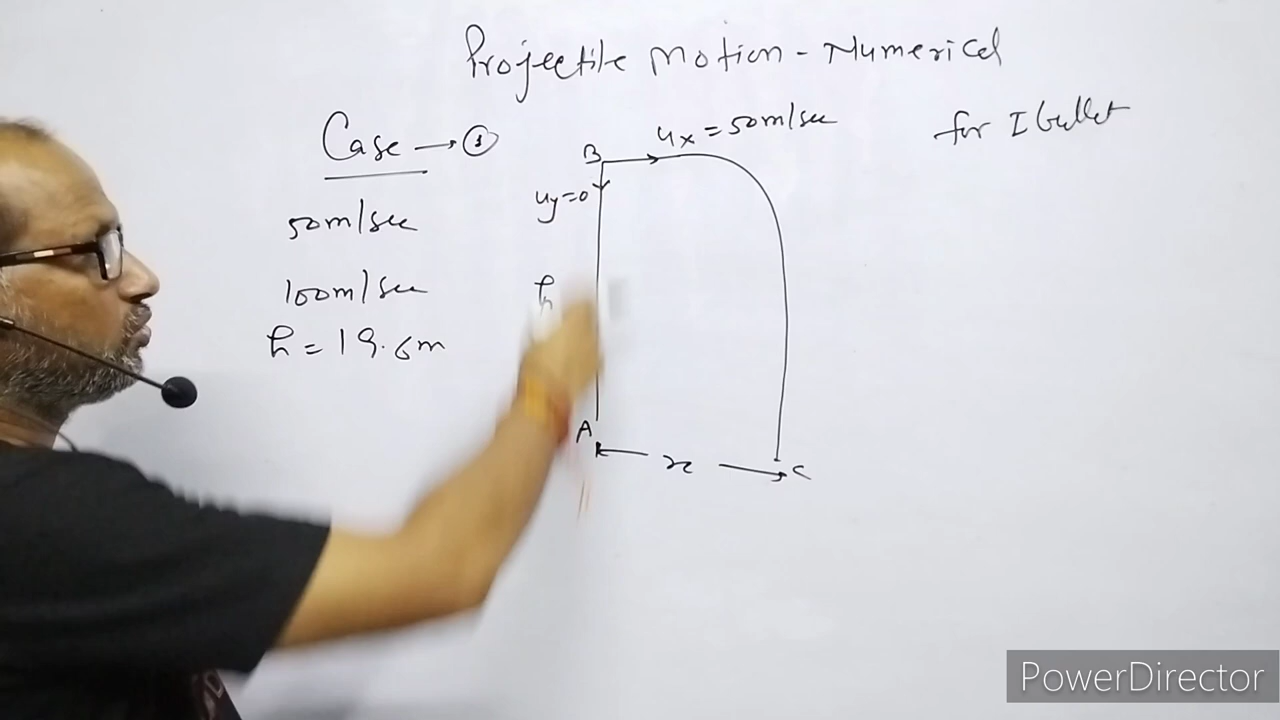 Projectile Motion - Numerical
Case → ①
50m/sec
100m/sec
h = 19.6m
B
ux = 50m/sec
uy=0
h
A
x
C
for I bullet
PowerDirector